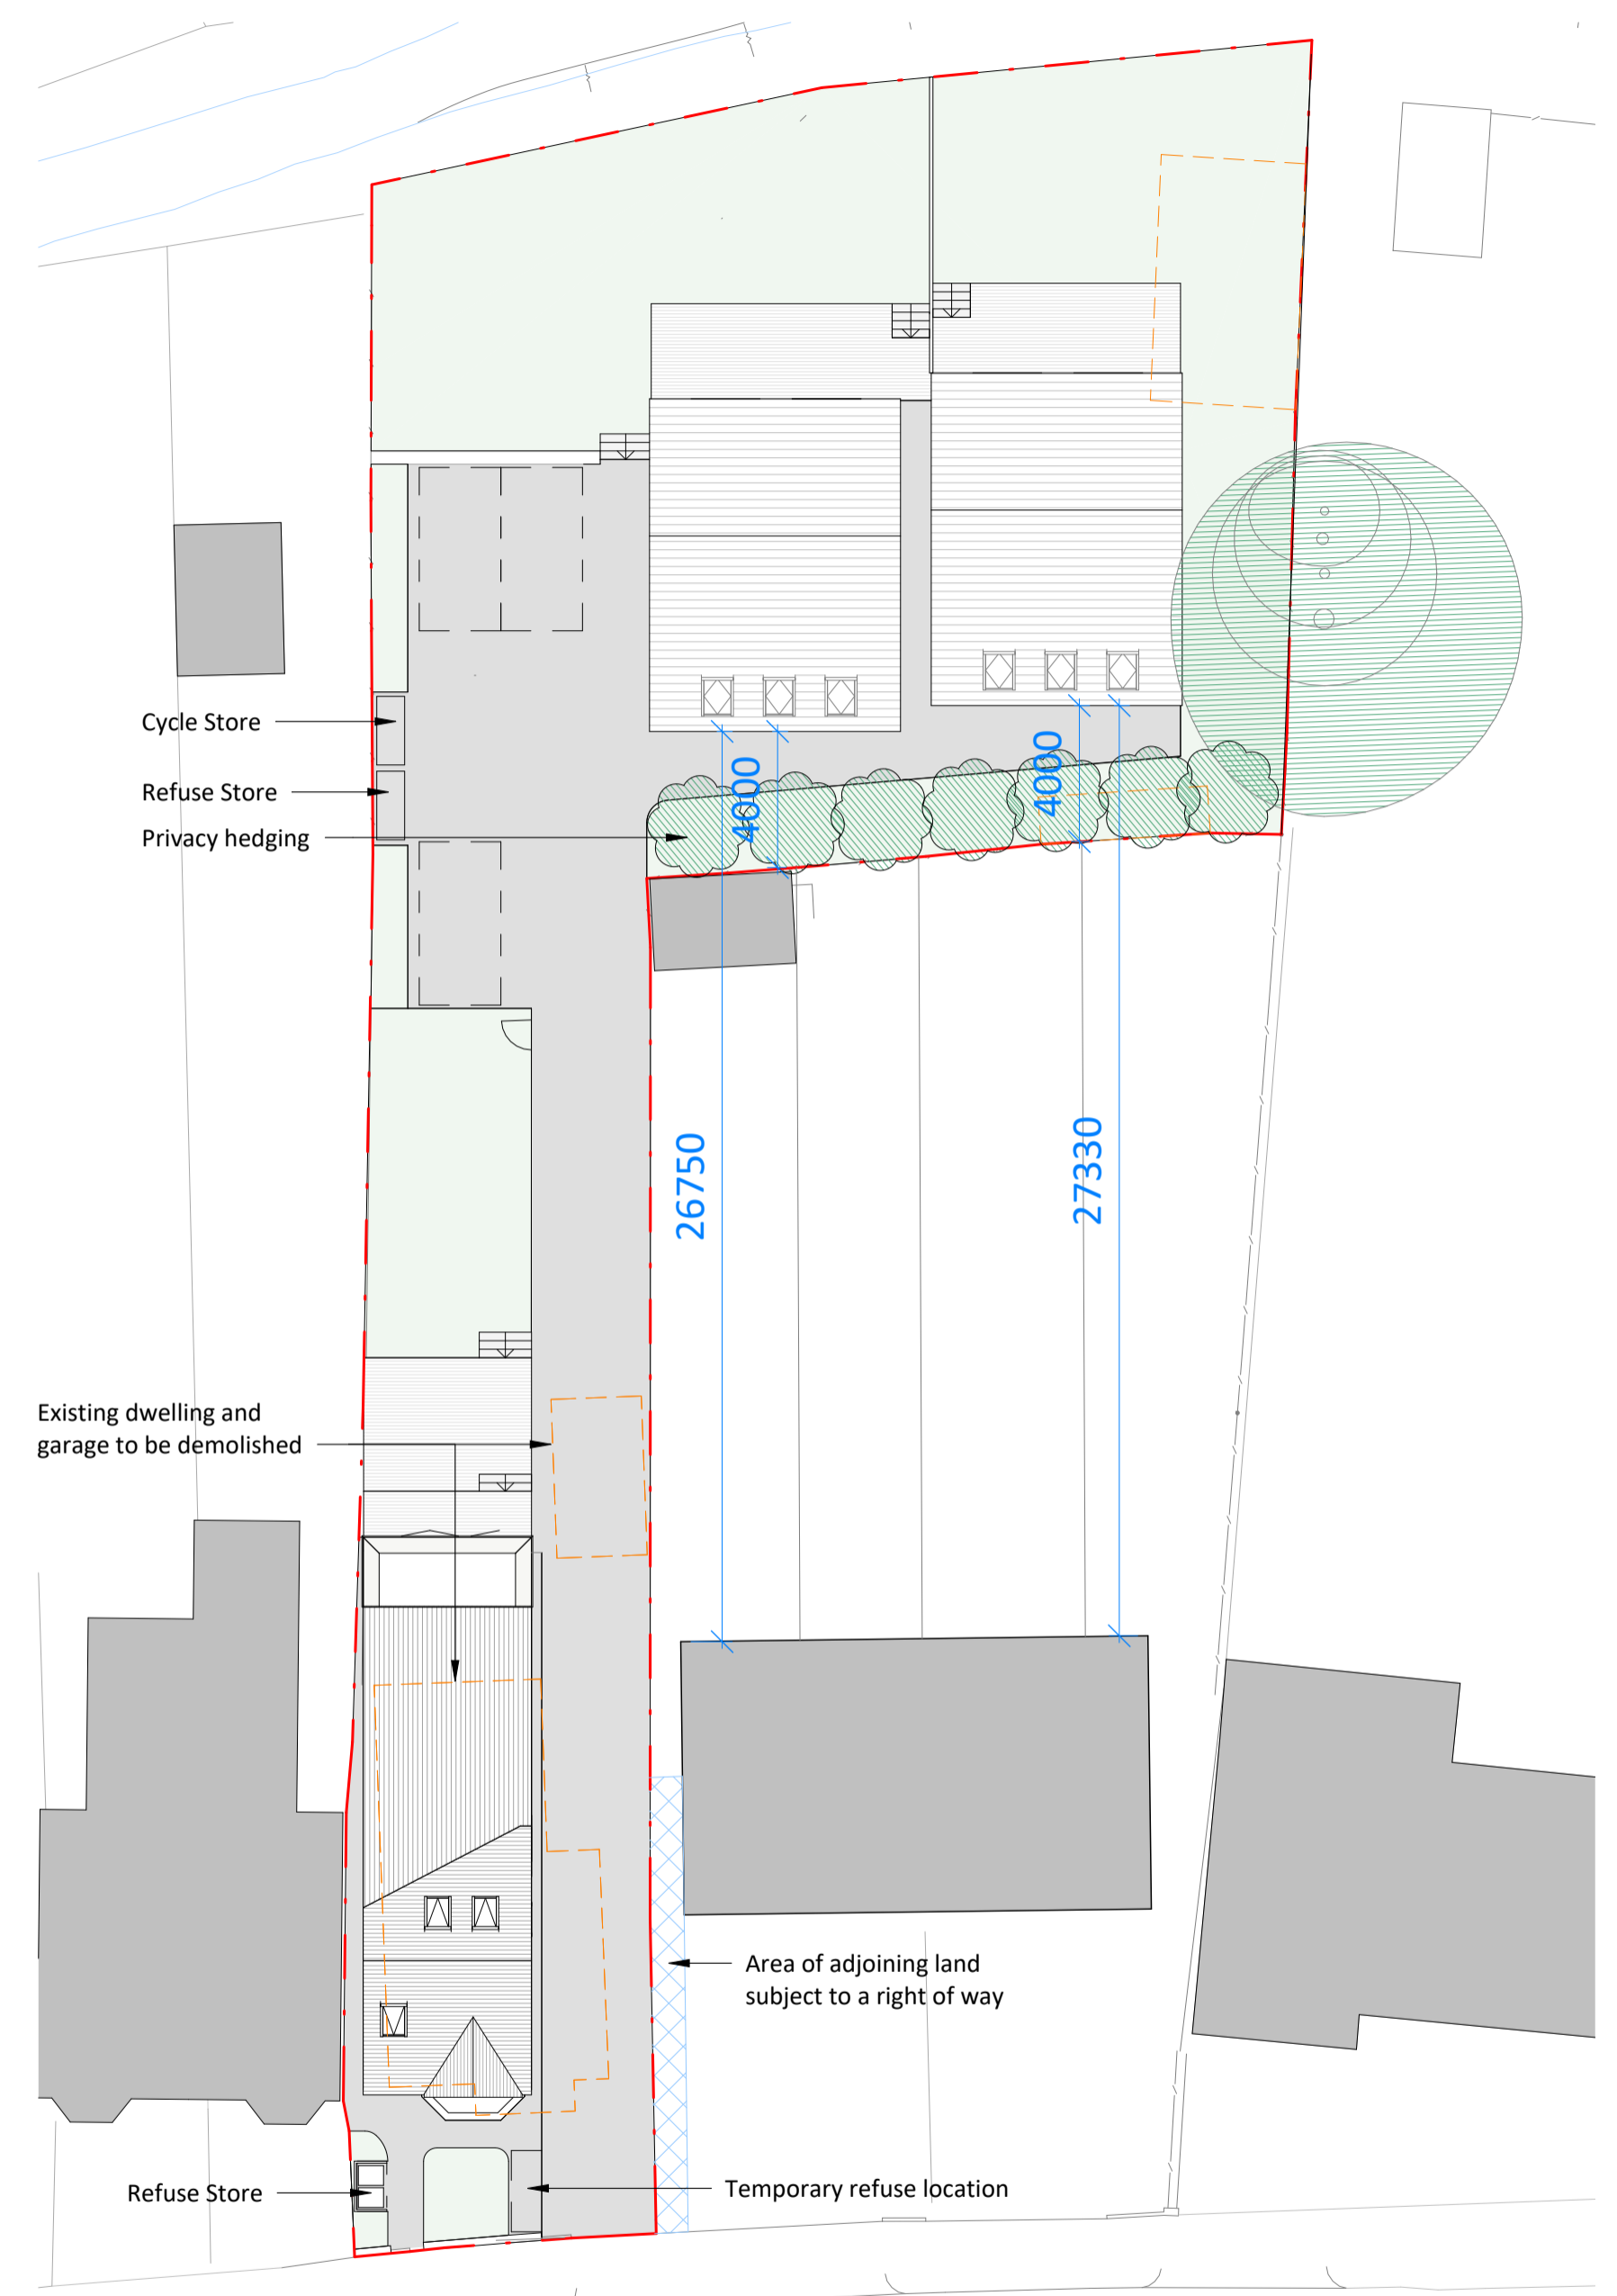 Cycle Store
Refuse Store
Privacy hedging
4000
4000
26750
27330
Existing dwelling and
garage to be demolished
Area of adjoining land
subject to a right of way
Refuse Store
Temporary refuse location